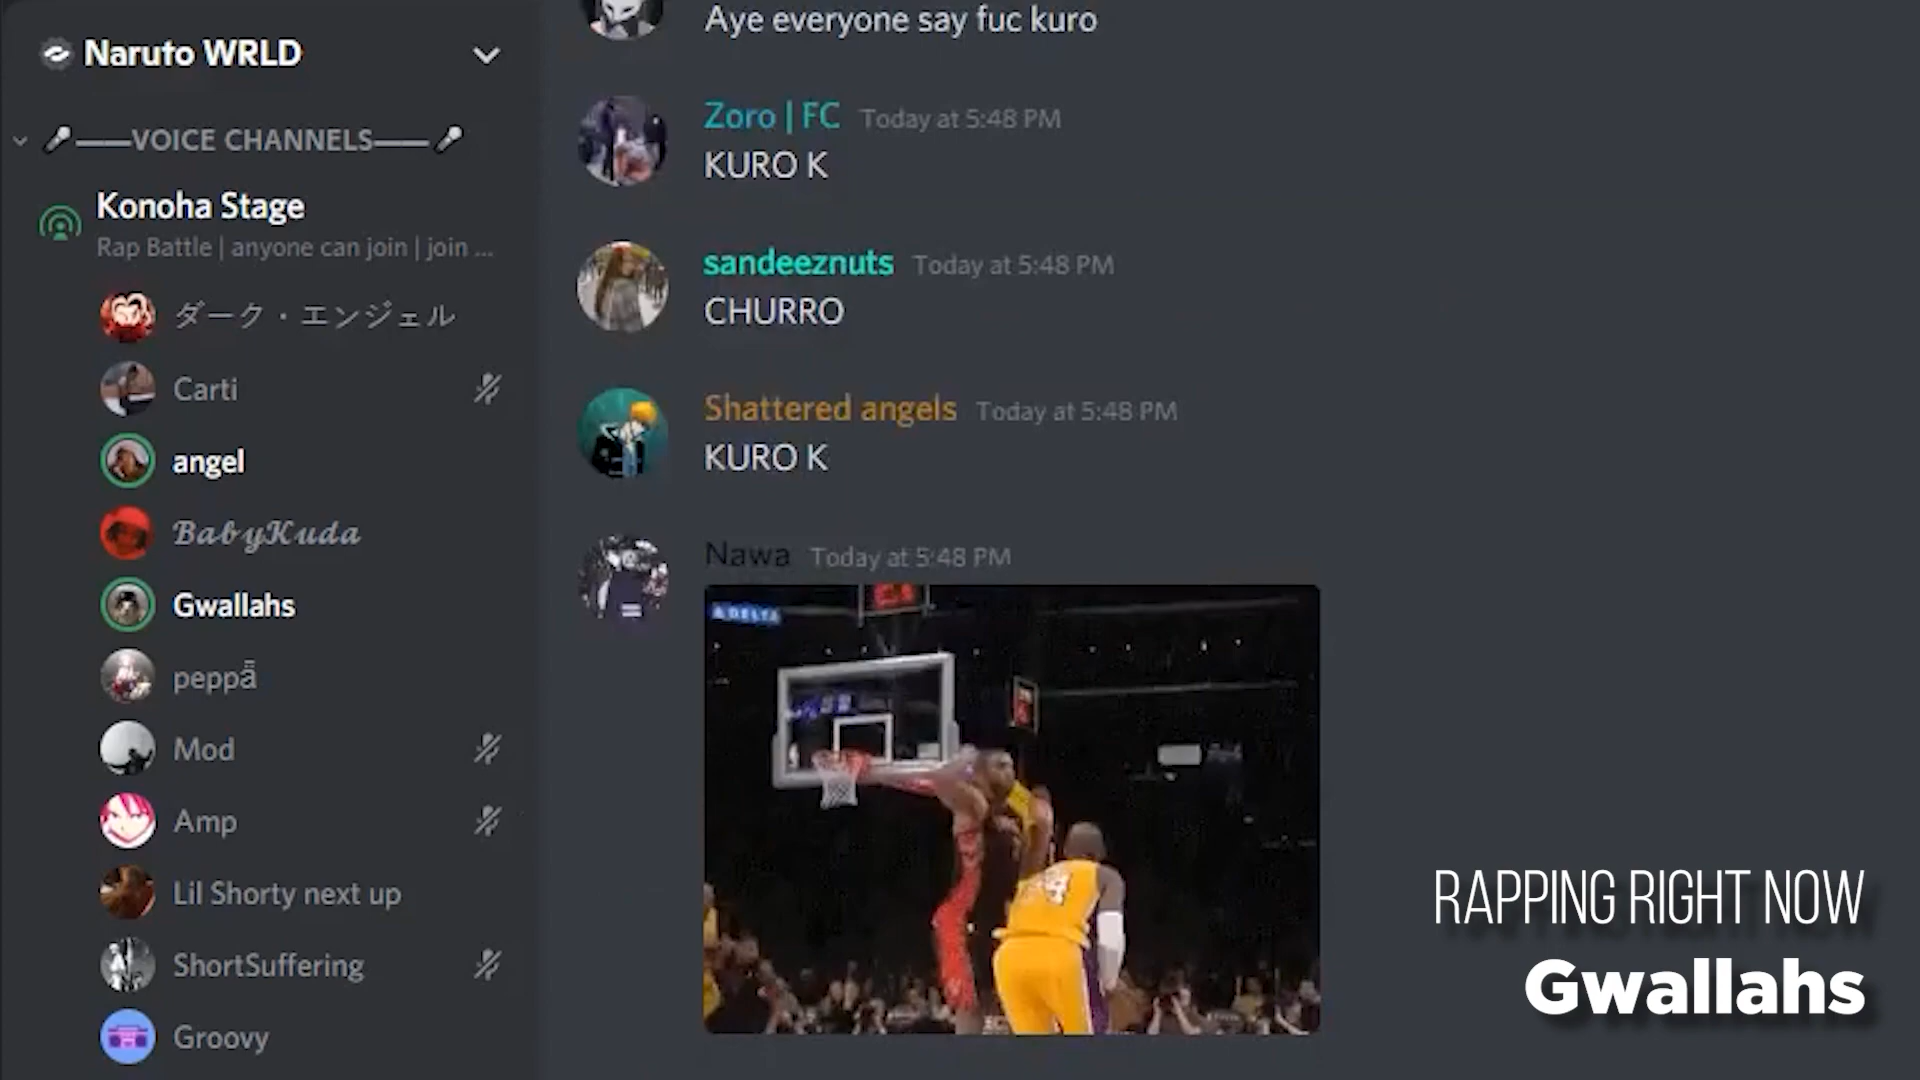 Naruto WRLD
——VOICE CHANNELS——
Konoha Stage
Rap Battle | anyone can join | join ...
ダーク・エンジェル
Carti
angel
𝓑𝓪𝓫𝔂𝓚𝓾𝓭𝓪
Gwallahs
peppǟ
Mod
Amp
Lil Shorty next up
ShortSuffering
Groovy
Aye everyone say fuc kuro
Zoro | FC Today at 5:48 PM
KURO K
sandeeznuts Today at 5:48 PM
CHURRO
Shattered angels Today at 5:48 PM
KURO K
Nawa Today at 5:48 PM
DELTA
RAPPING RIGHT NOW
Gwallahs